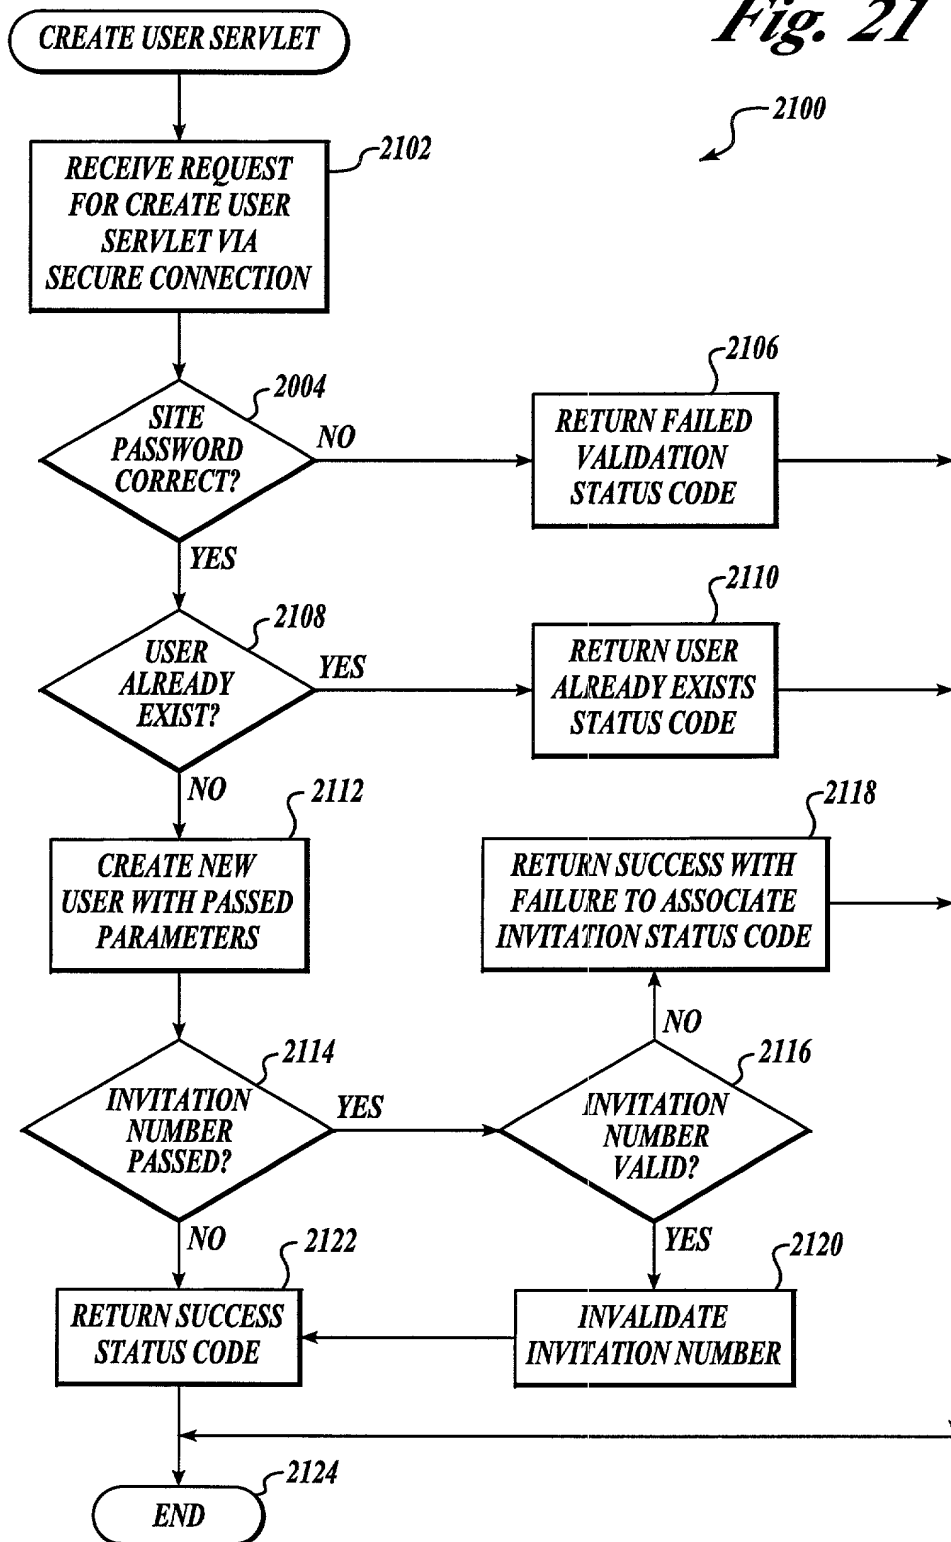 Fig. 21
CREATE USER SERVLET
2100
2102
RECEIVE REQUEST
FOR CREATE USER
SERVLET VIA
SECURE CONNECTION
2004
SITE
PASSWORD
CORRECT?
NO
YES
2106
RETURN FAILED
VALIDATION
STATUS CODE
2108
USER
ALREADY
EXIST?
YES
NO
2110
RETURN USER
ALREADY EXISTS
STATUS CODE
2112
CREATE NEW
USER WITH PASSED
PARAMETERS
2118
RETURN SUCCESS WITH
FAILURE TO ASSOCIATE
INVITATION STATUS CODE
2114
INVITATION
NUMBER
PASSED?
YES
NO
2116
INVITATION
NUMBER
VALID?
NO
YES
2122
RETURN SUCCESS
STATUS CODE
2120
INVALIDATE
INVITATION NUMBER
2124
END